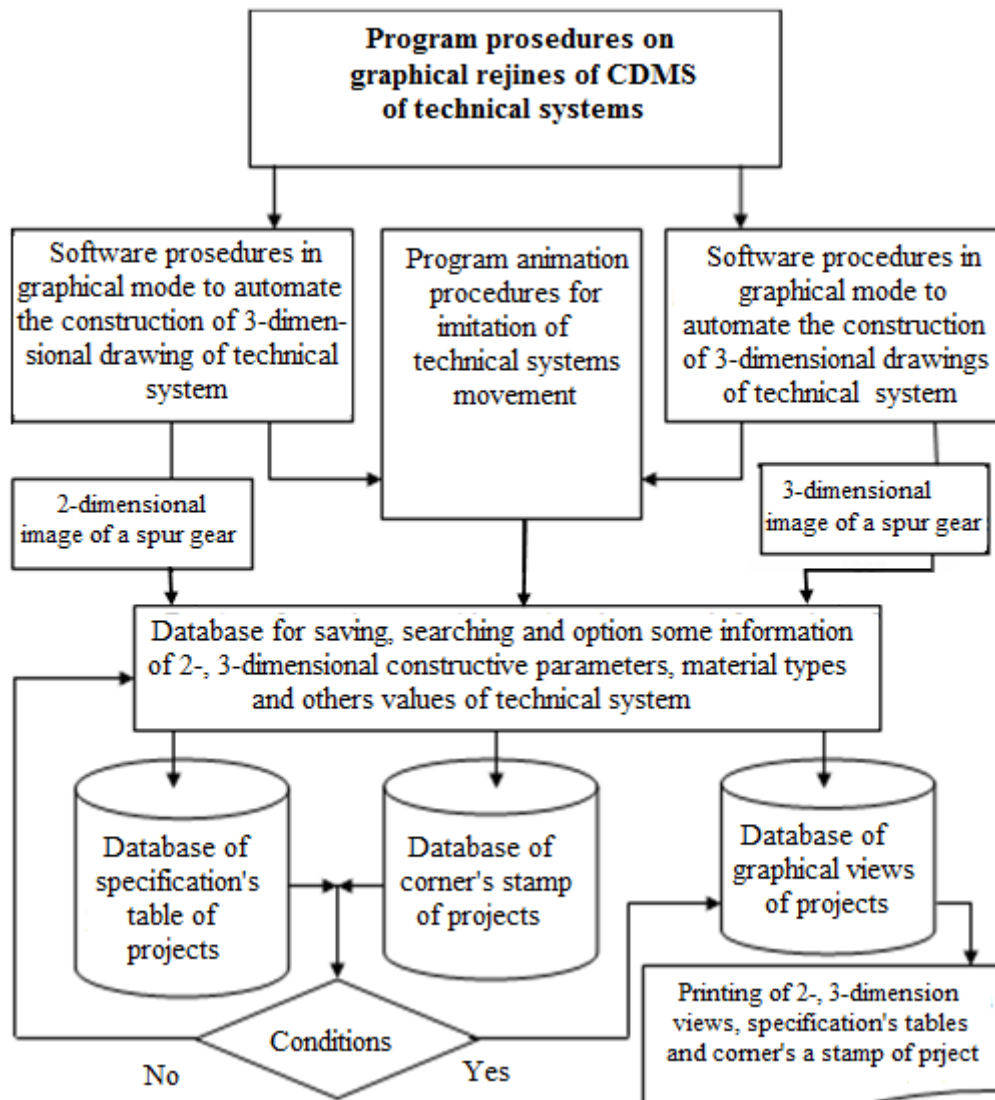 Program prosedures on
graphical rejines of CDMS
of technical systems
Software prosedures in
graphical mode to automate
the construction of 3-dimen-
sional drawing of technical
system
Program animation
procedures for
imitation of
technical systems
movement
Software procedures in
graphical mode to
automate the construction
of 3-dimensional drawings
of technical system
2-dimensional
image of a spur gear
3-dimensional
image of a spur gear
Database for saving, searching and option some information
of 2-, 3-dimensional constructive parameters, material types
and others values of technical system
Database of
specification's
table of
projects
Database of
corner's stamp
of projects
Database of
graphical views
of projects
Conditions
No
Yes
Printing of 2-, 3-dimension
views, specification's tables
and corner's a stamp of prject